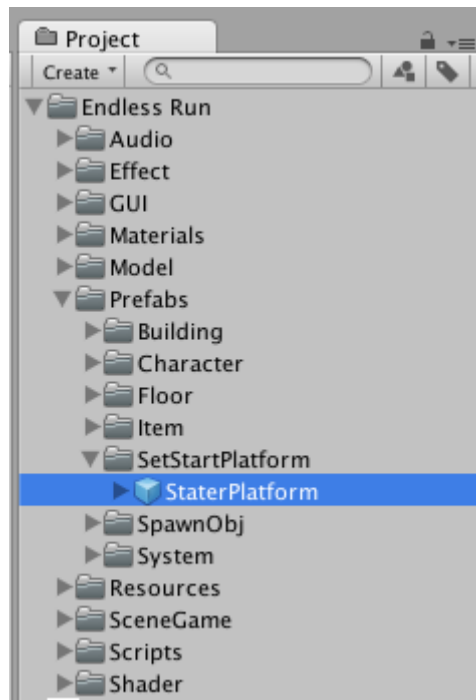 Project
Create
Endless Run
Audio
Effect
GUI
Materials
Model
Prefabs
Building
Character
Floor
Item
SetStartPlatform
StaterPlatform
SpawnObj
System
Resources
SceneGame
Scripts
Shader